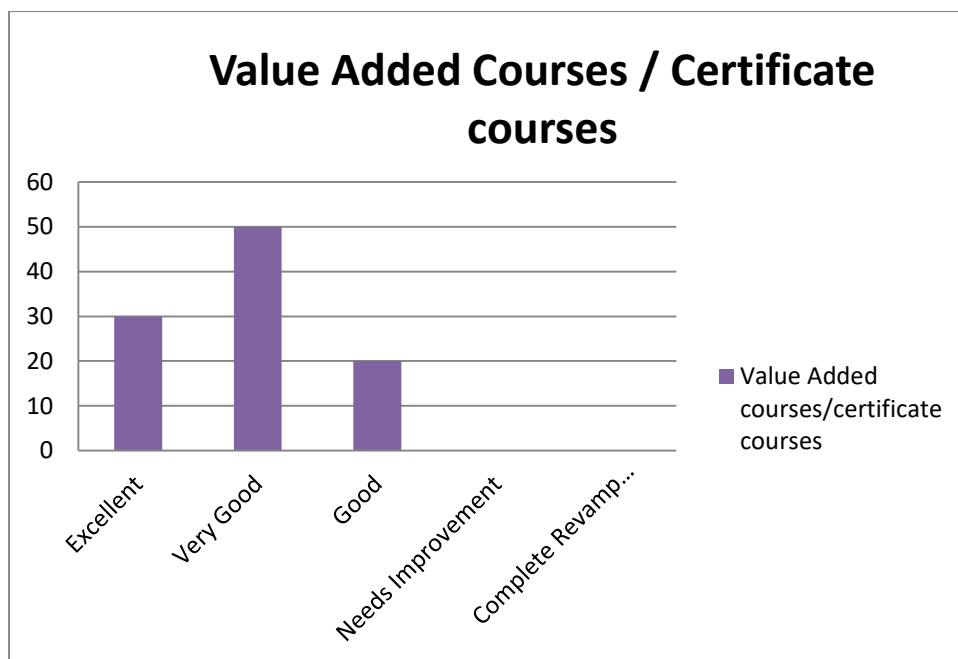 Value Added Courses / Certificate
courses
60
50
40
30
20
10
0
Excellent
Very Good
Good
Needs Improvement
Complete Revamp...
Value Added
courses/certificate
courses